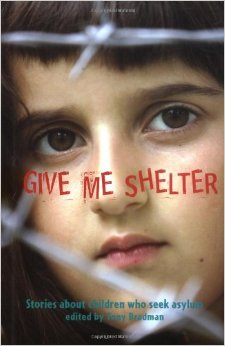 GIVE ME SHELTER
Stories about children who seek asylum
edited by Tony Bradman